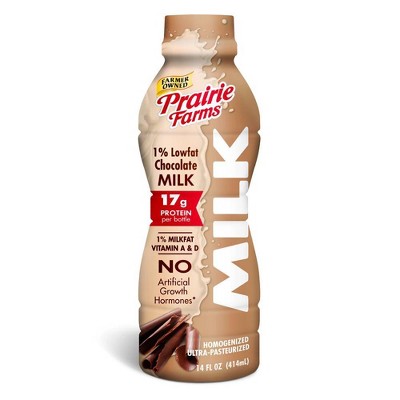 FARMER
OWNED
Prairie
Farms®
1% Lowfat
Chocolate
MILK
17g
PROTEIN
per bottle
1% MILKFAT
VITAMIN A & D
NO
Artificial
Growth
Hormones*
MILK
HOMOGENIZED
ULTRA-PASTEURIZED
14 FL OZ (414mL)